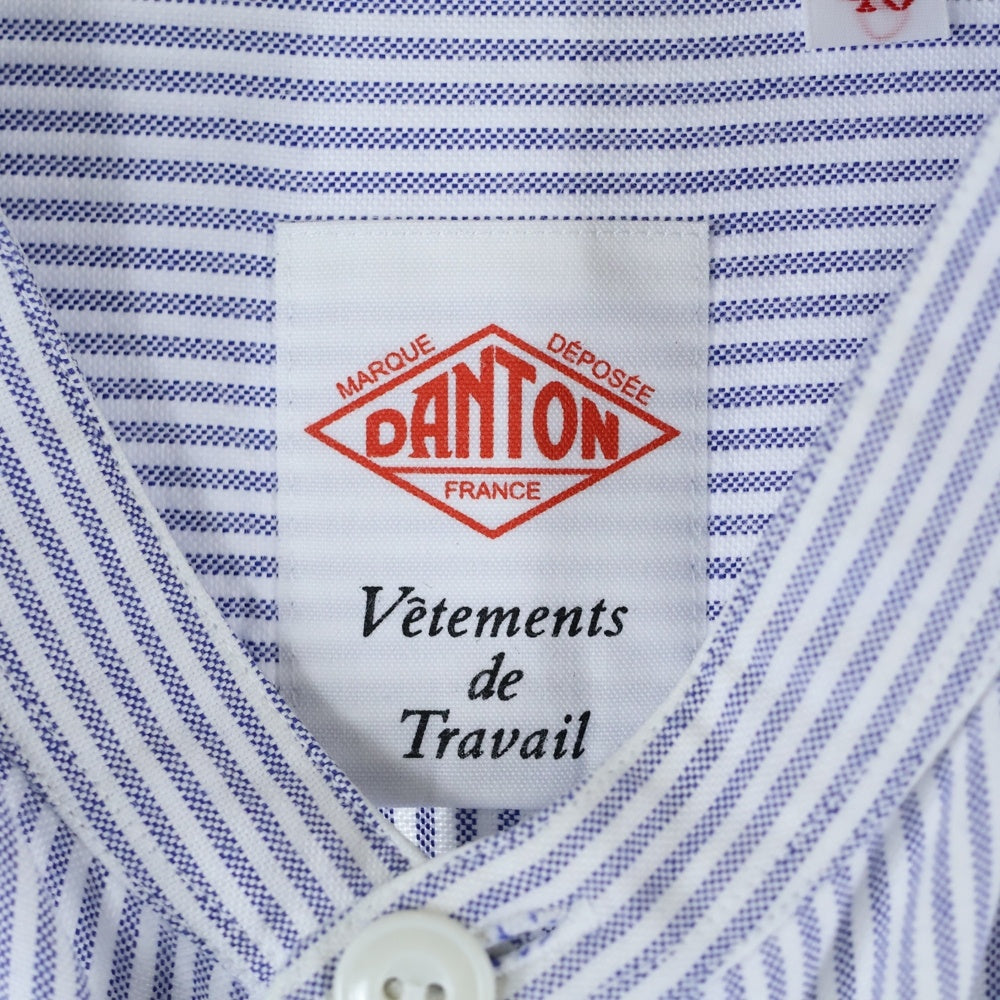 MARQUE DÉPOSÉE
DANTON
FRANCE
Vêtements
de
Travail